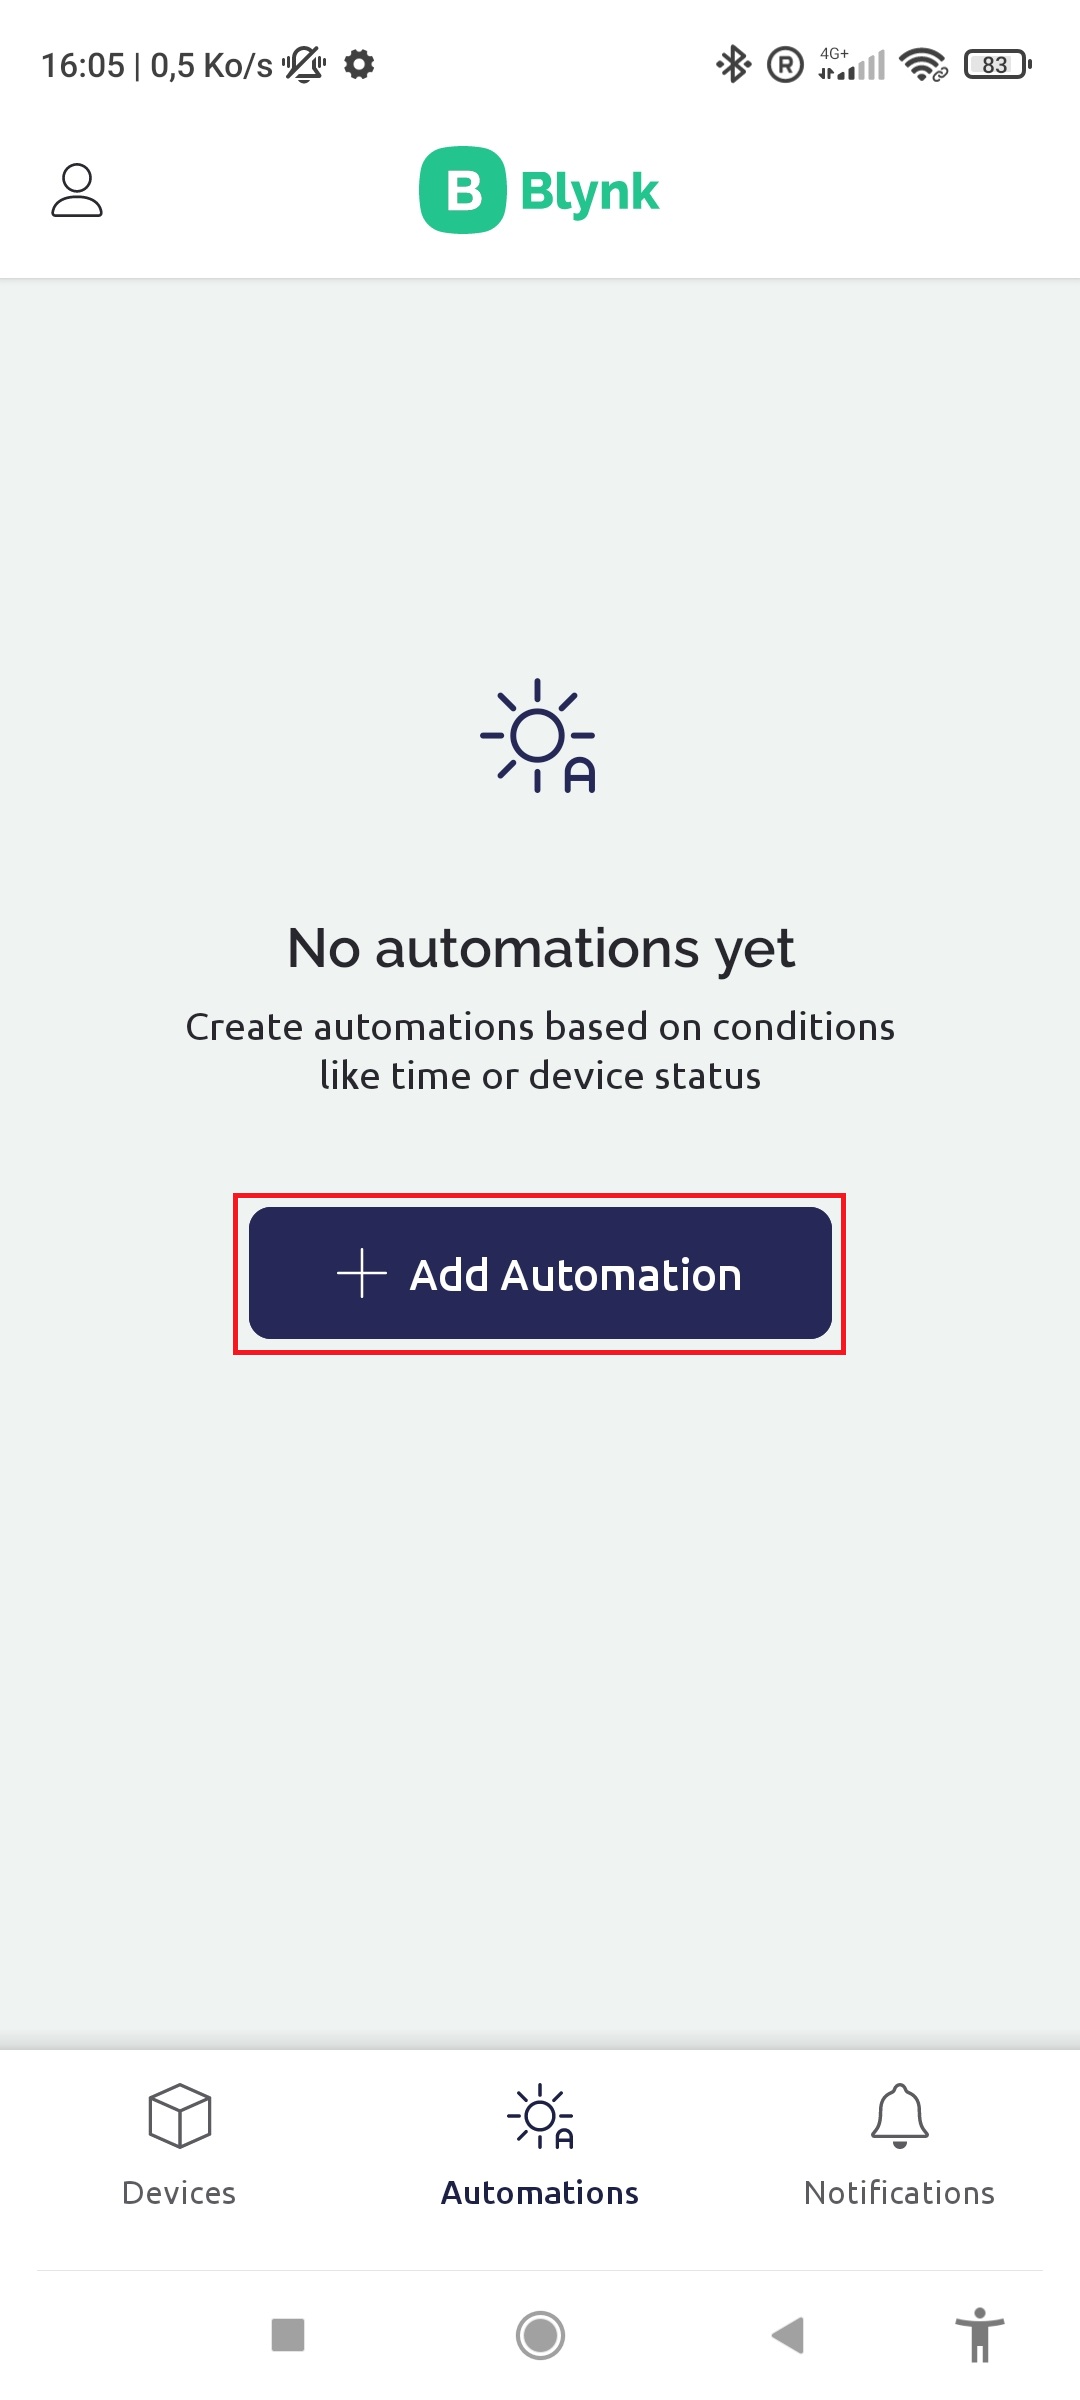 16:05 | 0,5 Ko/s
R
4G+
83
B Blynk
A
No automations yet
Create automations based on conditions
like time or device status
Add Automation
A
Devices
Automations
Notifications